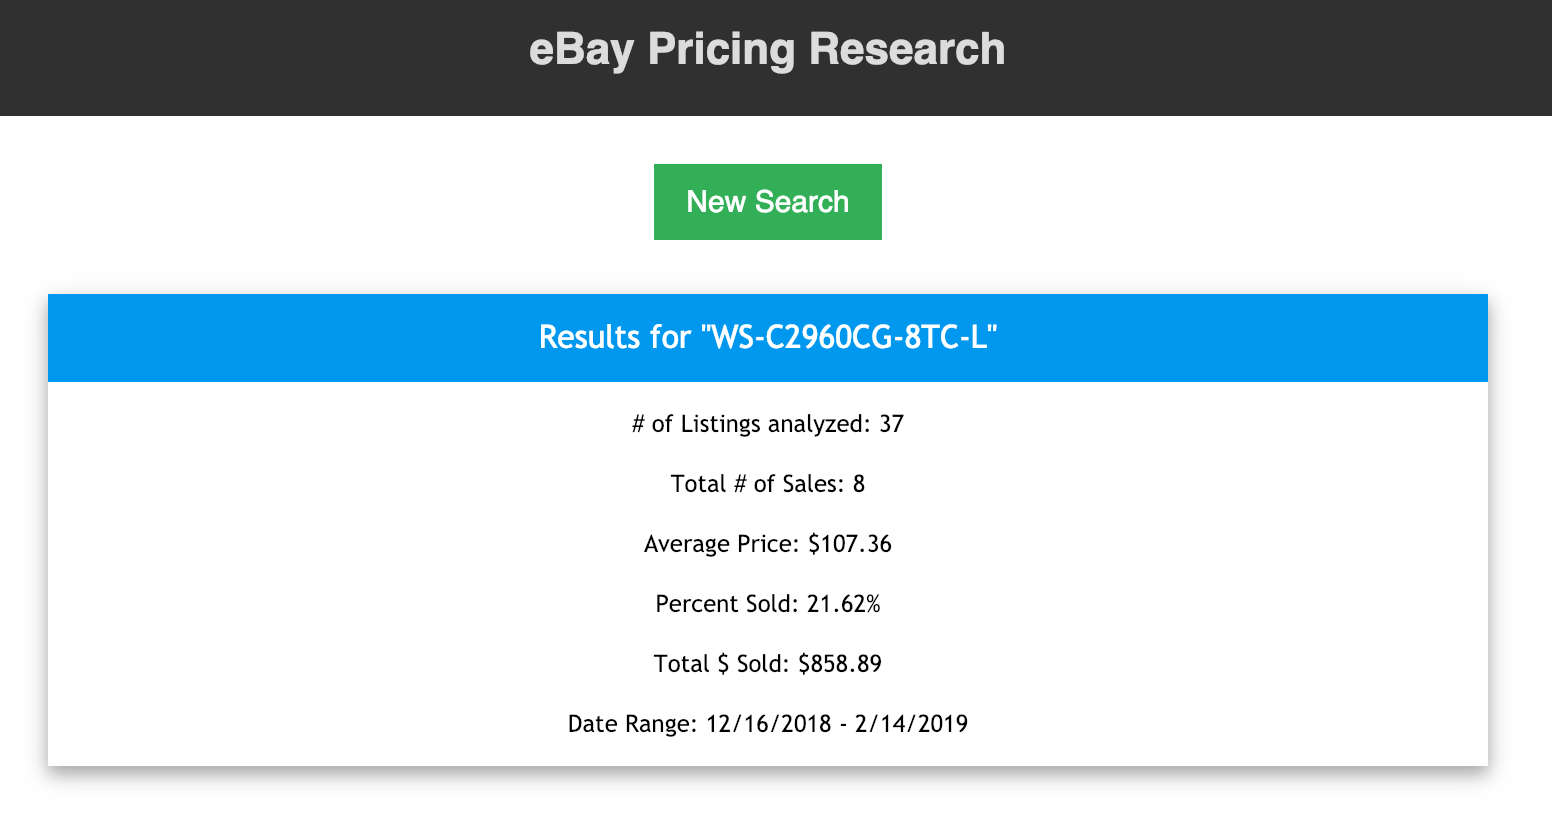 eBay Pricing Research
New Search
Results for "WS-C2960CG-8TC-L"
# of Listings analyzed: 37
Total # of Sales: 8
Average Price: $107.36
Percent Sold: 21.62%
Total $ Sold: $858.89
Date Range: 12/16/2018 - 2/14/2019